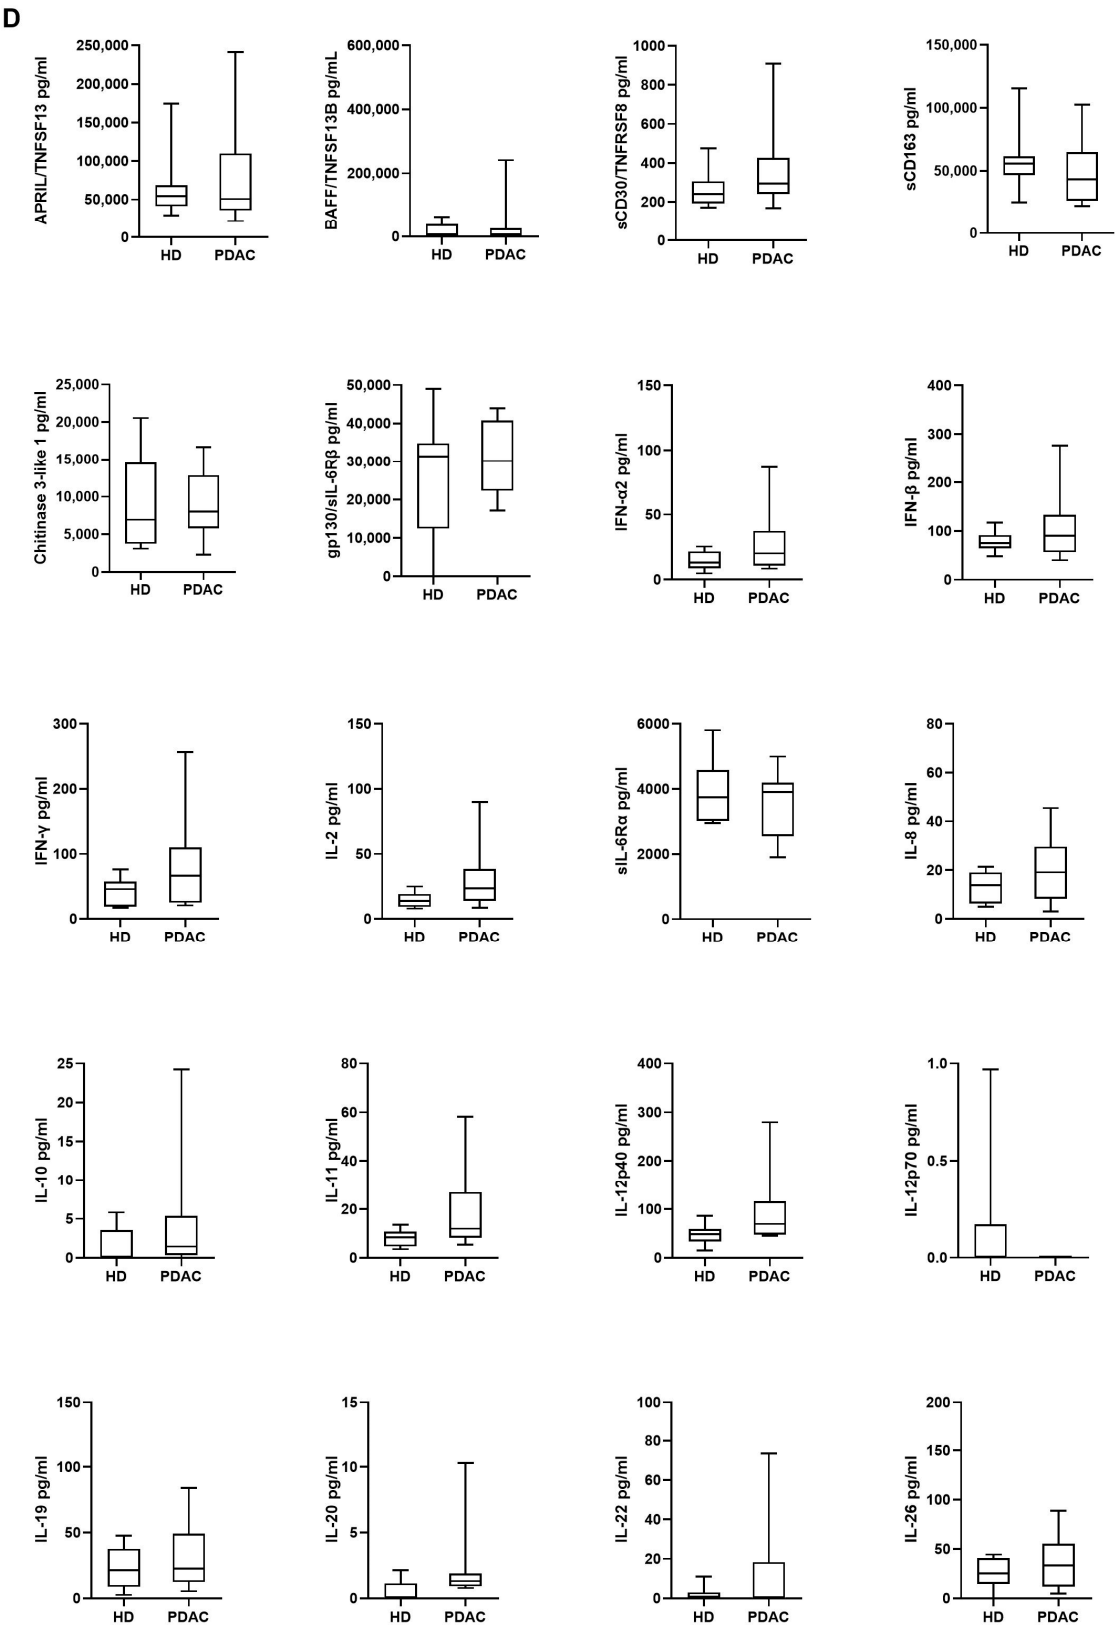 D
APRIL/TNFSF13 pg/ml
250,000
200,000
150,000
100,000
50,000
0
HD PDAC
BAFF/TNFSF13B pg/mL
600,000
400,000
200,000
0
HD PDAC
sCD30/TNFRSF8 pg/ml
1000
800
600
400
200
0
HD PDAC
sCD163 pg/ml
150,000
100,000
50,000
0
HD PDAC
Chitinase 3-like 1 pg/ml
25,000
20,000
15,000
10,000
5,000
0
HD PDAC
gp130/sIL-6Rβ pg/ml
50,000
40,000
30,000
20,000
10,000
0
HD PDAC
IFN-α2 pg/ml
150
100
50
0
HD PDAC
IFN-β pg/ml
400
300
200
100
0
HD PDAC
IFN-γ pg/ml
300
200
100
0
HD PDAC
IL-2 pg/ml
150
100
50
0
HD PDAC
sIL-6Rα pg/ml
6000
4000
2000
0
HD PDAC
IL-8 pg/ml
80
60
40
20
0
HD PDAC
IL-10 pg/ml
25
20
15
10
5
0
HD PDAC
IL-11 pg/ml
80
60
40
20
0
HD PDAC
IL-12p40 pg/ml
400
300
200
100
0
HD PDAC
IL-12p70 pg/ml
1.0
0.5
0.0
HD PDAC
IL-19 pg/ml
150
100
50
0
HD PDAC
IL-20 pg/ml
15
10
5
0
HD PDAC
IL-22 pg/ml
100
80
60
40
20
0
HD PDAC
IL-26 pg/ml
200
150
100
50
0
HD PDAC